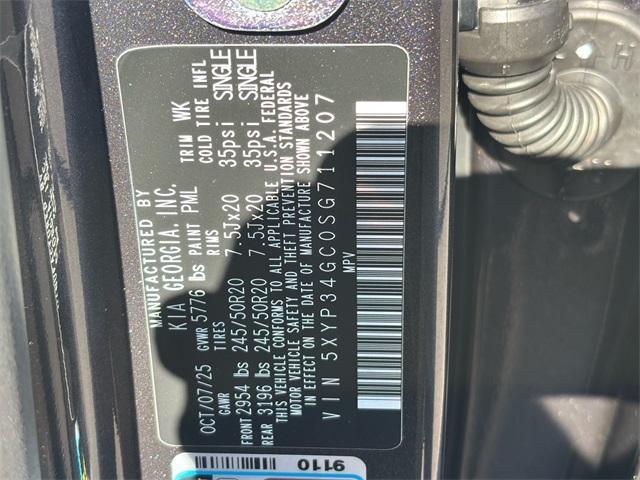 MANUFACTURED BY
KIA GEORGIA, INC.
OCT/07/25 GVWR 5776 lbs PAINT PML TRIM WK
GAWR TIRES RIMS COLD TIRE INFL
FRONT 2954 lbs 245/50R20 7.5Jx20 35psi SINGLE
REAR 3196 lbs 245/50R20 7.5Jx20 35psi SINGLE
THIS VEHICLE CONFORMS TO ALL APPLICABLE U.S.A. FEDERAL
MOTOR VEHICLE SAFETY AND THEFT PREVENTION STANDARDS
IN EFFECT ON THE DATE OF MANUFACTURE SHOWN ABOVE
VIN 5XYP34GC0SG711207
MPV
9110